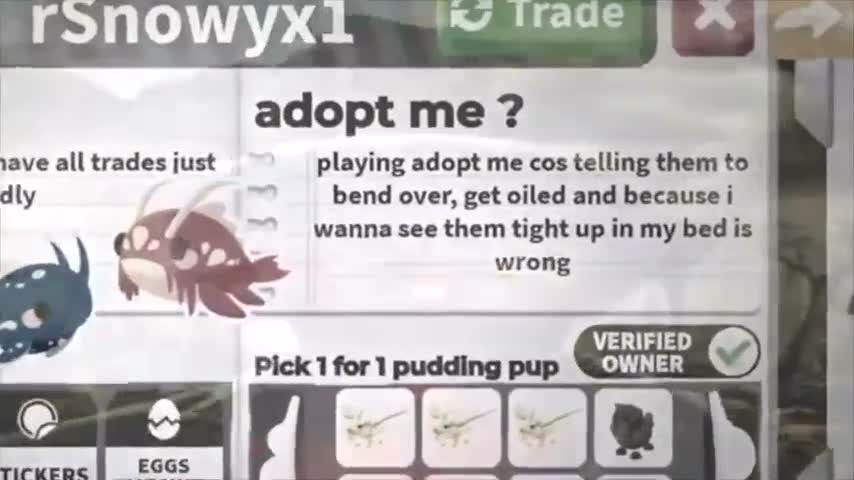 rSnowyx1
Trade
adopt me ?
have all trades just
dly
playing adopt me cos telling them to
bend over, get oiled and because i
wanna see them tight up in my bed is
wrong
VERIFIED
OWNER
Pick 1 for 1 pudding pup
TICKERS
EGGS